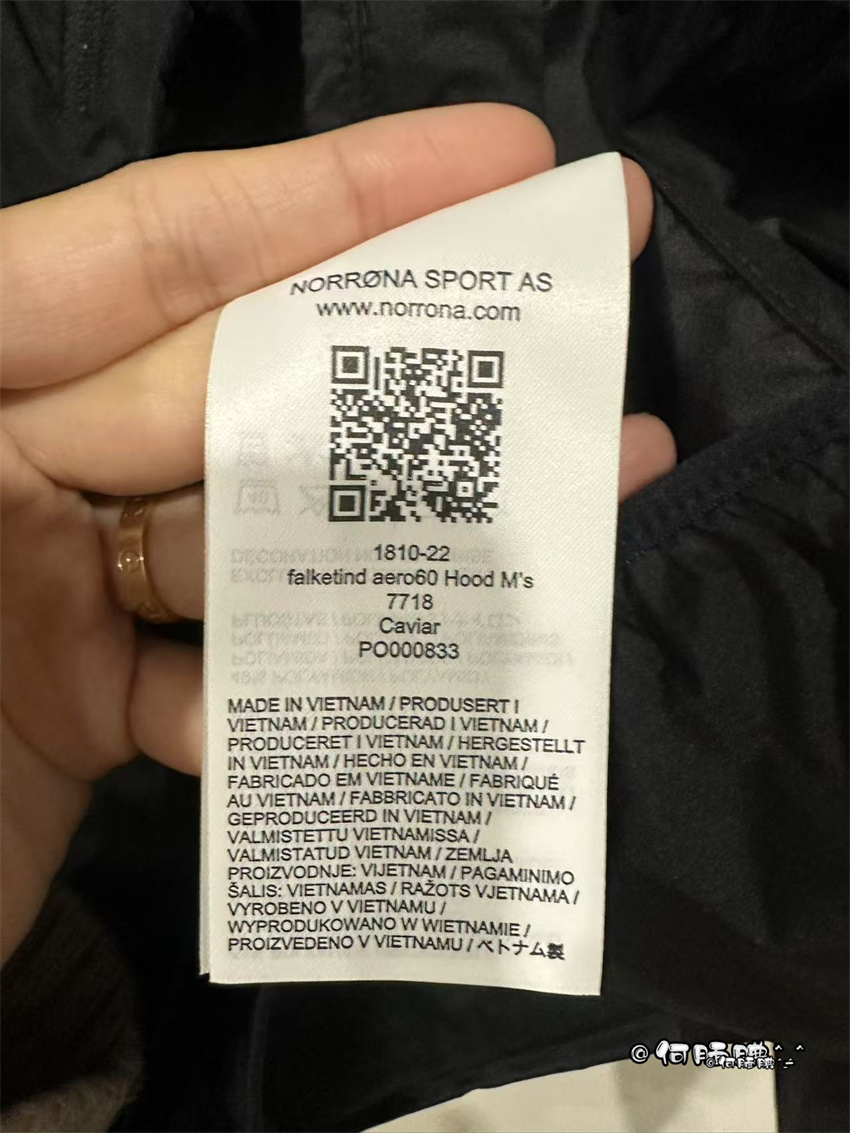 NORRØNA SPORT AS
www.norrona.com
1810-22
falketind aero60 Hood M's
7718
Caviar
PO000833
MADE IN VIETNAM / PRODUSERT I
VIETNAM / PRODUCERAD I VIETNAM /
PRODUCERET I VIETNAM / HERGESTELLT
IN VIETNAM / HECHO EN VIETNAM /
FABRICADO EM VIETNAME / FABRIQUÉ
AU VIETNAM / FABBRICATO IN VIETNAM /
GEPRODUCEERD IN VIETNAM /
VALMISTETTU VIETNAMISSA /
VALMISTATUD VIETNAM / ZEMLJA
PROIZVODNJE: VIJETNAM / PAGAMINIMO
ŠALIS: VIETNAMAS / RAŽOTS VJETNAMA /
VYROBENO V VIETNAMU /
WYPRODUKOWANO W WIETNAMIE /
PROIZVEDENO V VIETNAMU / ベトナム製